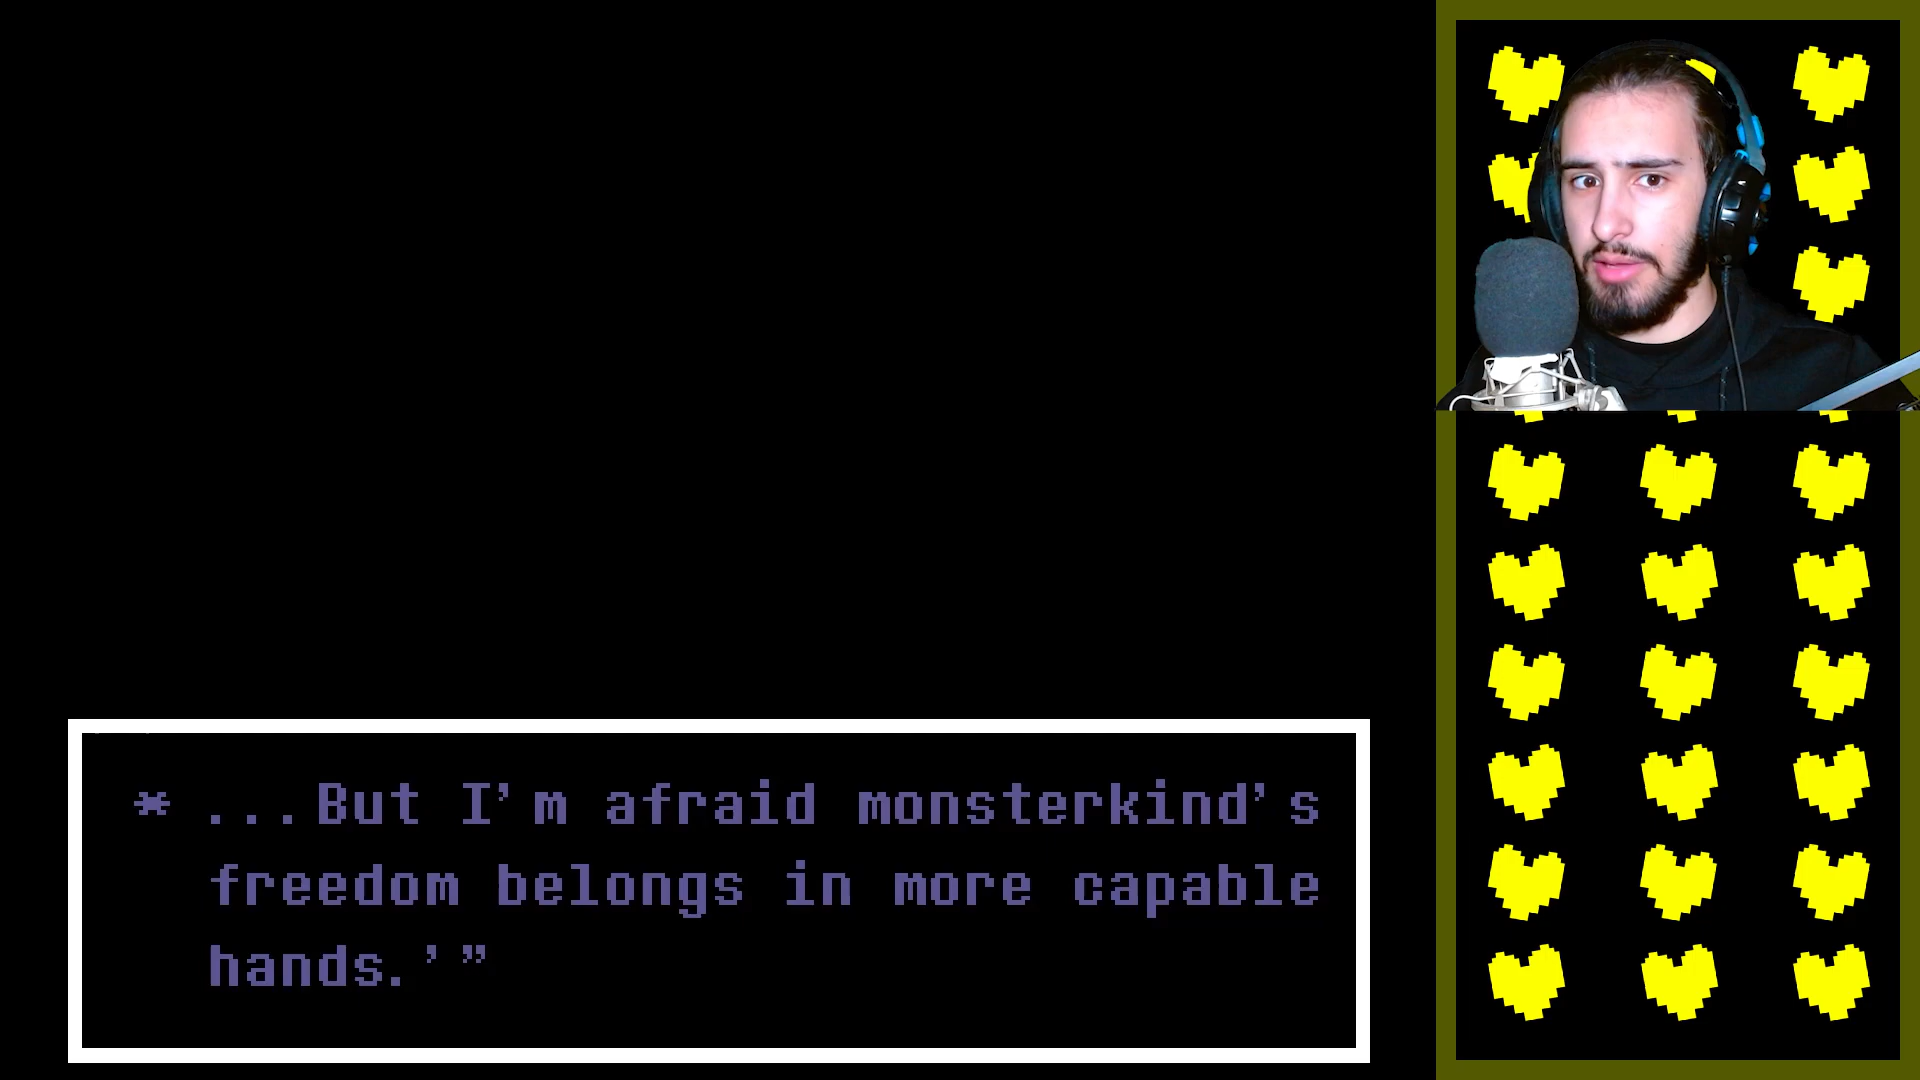 * ...But I’m afraid monsterkind’s
freedom belongs in more capable
hands.’”